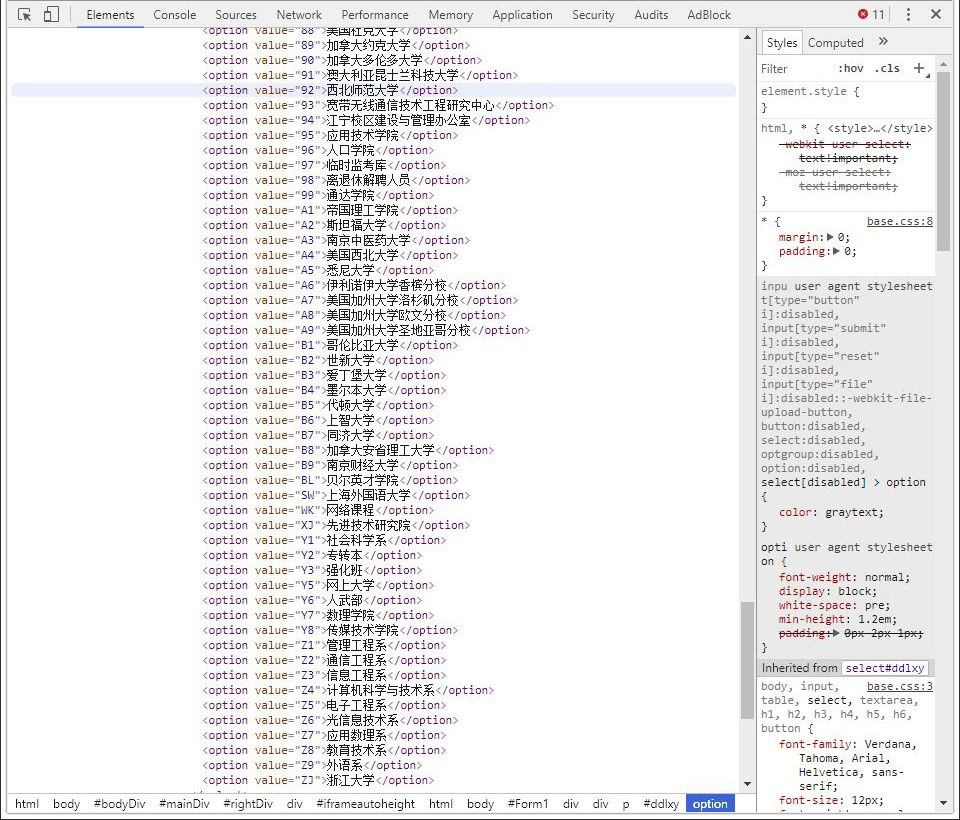 Elements Console Sources Network Performance Memory Application Security Audits AdBlock 11
<option value="88">美国杜克大学</option>
<option value="89">加拿大约克大学</option>
<option value="90">加拿大多伦多大学</option>
<option value="91">澳大利亚昆士兰科技大学</option>
<option value="92">西北师范大学</option>
<option value="93">宽带无线通信技术工程研究中心</option>
<option value="94">江宁校区建设与管理办公室</option>
<option value="95">应用技术学院</option>
<option value="96">人口学院</option>
<option value="97">临时监考库</option>
<option value="98">离退休解聘人员</option>
<option value="99">通达学院</option>
<option value="A1">帝国理工学院</option>
<option value="A2">斯坦福大学</option>
<option value="A3">南京中医药大学</option>
<option value="A4">美国西北大学</option>
<option value="A5">悉尼大学</option>
<option value="A6">伊利诺伊大学香槟分校</option>
<option value="A7">美国加州大学洛杉矶分校</option>
<option value="A8">美国加州大学欧文分校</option>
<option value="A9">美国加州大学圣地亚哥分校</option>
<option value="B1">哥伦比亚大学</option>
<option value="B2">世新大学</option>
<option value="B3">爱丁堡大学</option>
<option value="B4">墨尔本大学</option>
<option value="B5">代顿大学</option>
<option value="B6">上智大学</option>
<option value="B7">同济大学</option>
<option value="B8">加拿大安省理工大学</option>
<option value="B9">南京财经大学</option>
<option value="BL">贝尔英才学院</option>
<option value="SW">上海外国语大学</option>
<option value="WK">网络课程</option>
<option value="XJ">先进技术研究院</option>
<option value="Y1">社会科学系</option>
<option value="Y2">专转本</option>
<option value="Y3">强化班</option>
<option value="Y5">网上大学</option>
<option value="Y6">人武部</option>
<option value="Y7">数理学院</option>
<option value="Y8">传媒技术学院</option>
<option value="Z1">管理工程系</option>
<option value="Z2">通信工程系</option>
<option value="Z3">信息工程系</option>
<option value="Z4">计算机科学与技术系</option>
<option value="Z5">电子工程系</option>
<option value="Z6">光信息技术系</option>
<option value="Z7">应用数理系</option>
<option value="Z8">教育技术系</option>
<option value="Z9">外语系</option>
<option value="ZJ">浙江大学</option>
html body #bodyDiv #mainDiv #rightDiv div #iframeautoheight html body #Form1 div div p #ddlxy option
Styles Computed »
Filter :hov .cls +
element.style {
}
html, * { <style>…</style>
-webkit-user-select:
text!important;
-moz-user-select:
text!important;
}
* { base.css:8
margin: 0;
padding: 0;
}
inpu user agent stylesheet
t[type="button"
i]:disabled,
input[type="submit"
i]:disabled,
input[type="reset"
i]:disabled,
input[type="file"
i]:disabled::-webkit-file-
upload-button,
button:disabled,
select:disabled,
optgroup:disabled,
option:disabled,
select[disabled] > option
{
color: graytext;
}
opti user agent stylesheet
on {
font-weight: normal;
display: block;
white-space: pre;
min-height: 1.2em;
padding: 0px 2px 1px;
}
Inherited from select#ddlxy
body, input, base.css:3
table, select, textarea,
h1, h2, h3, h4, h5, h6,
button {
font-family: Verdana,
Tahoma, Arial,
Helvetica, sans-
serif;
font-size: 12px;